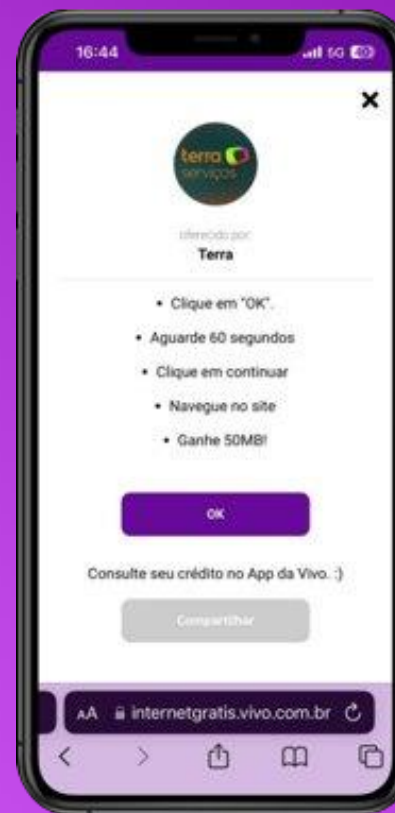 16:44
5G 40
terra
serviços
oferecido por:
Terra
• Clique em "OK".
• Aguarde 60 segundos
• Clique em continuar
• Navegue no site
• Ganhe 50MB!
OK
Consulte seu crédito no App da Vivo. :)
Compartilhar
AA internetgratis.vivo.com.br